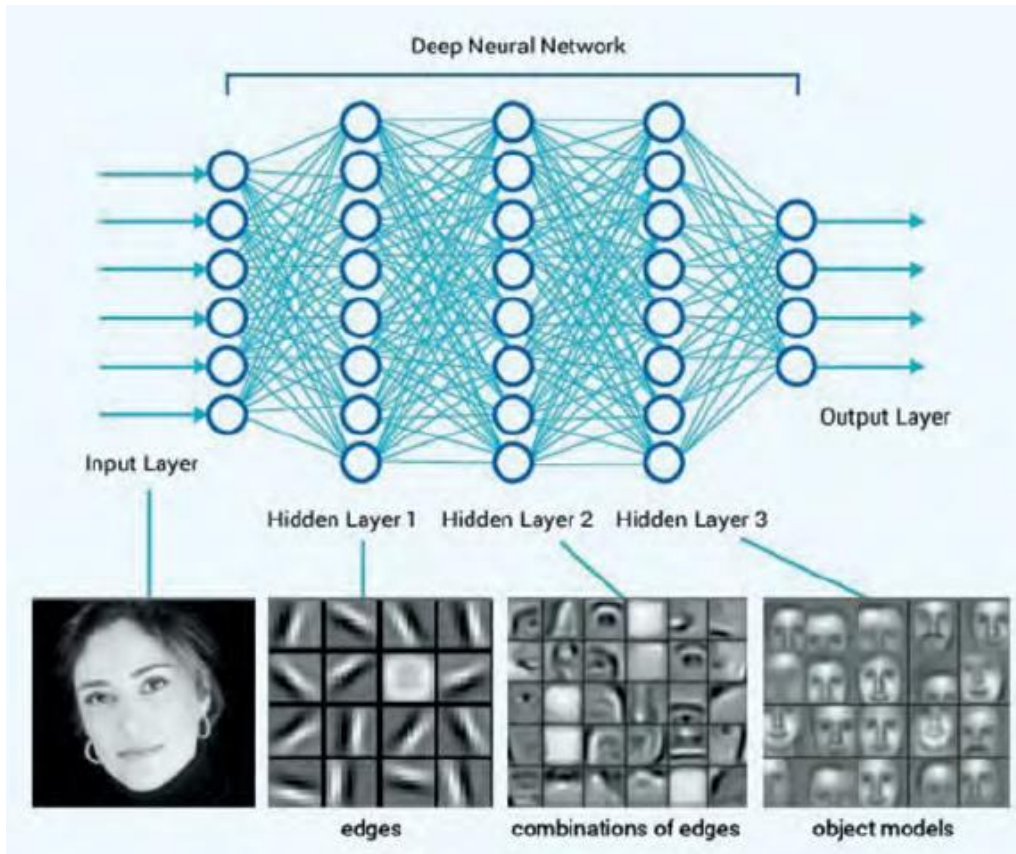 Deep Neural Network
Output Layer
Input Layer
Hidden Layer 1 Hidden Layer 2 Hidden Layer 3
edges combinations of edges object models